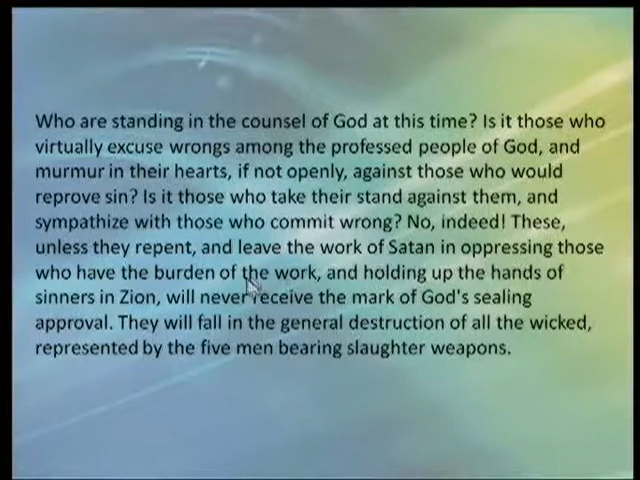 Who are standing in the counsel of God at this time? Is it those who
virtually excuse wrongs among the professed people of God, and
murmur in their hearts, if not openly, against those who would
reprove sin? Is it those who take their stand against them, and
sympathize with those who commit wrong? No, indeed! These,
unless they repent, and leave the work of Satan in oppressing those
who have the burden of the work, and holding up the hands of
sinners in Zion, will never receive the mark of God's sealing
approval. They will fall in the general destruction of all the wicked,
represented by the five men bearing slaughter weapons.